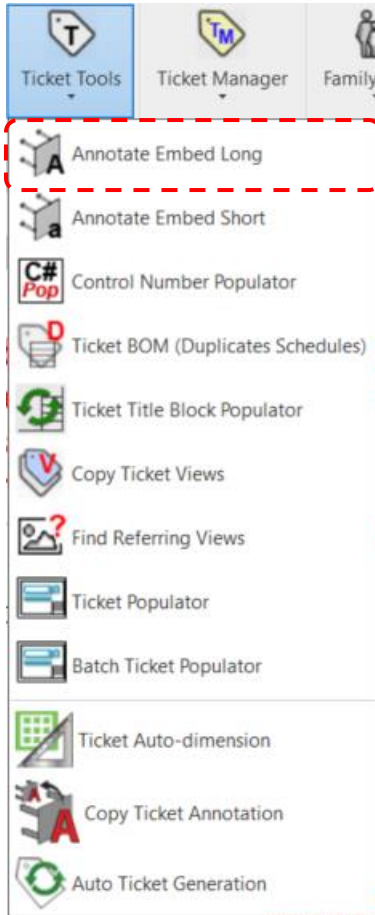 T
TM
Ticket Tools
Ticket Manager
Family
A
Annotate Embed Long
a
Annotate Embed Short
C#
Pop
Control Number Populator
D
Ticket BOM (Duplicates Schedules)
Ticket Title Block Populator
V
Copy Ticket Views
?
Find Referring Views
Ticket Populator
Batch Ticket Populator
Ticket Auto-dimension
A
A
Copy Ticket Annotation
Auto Ticket Generation